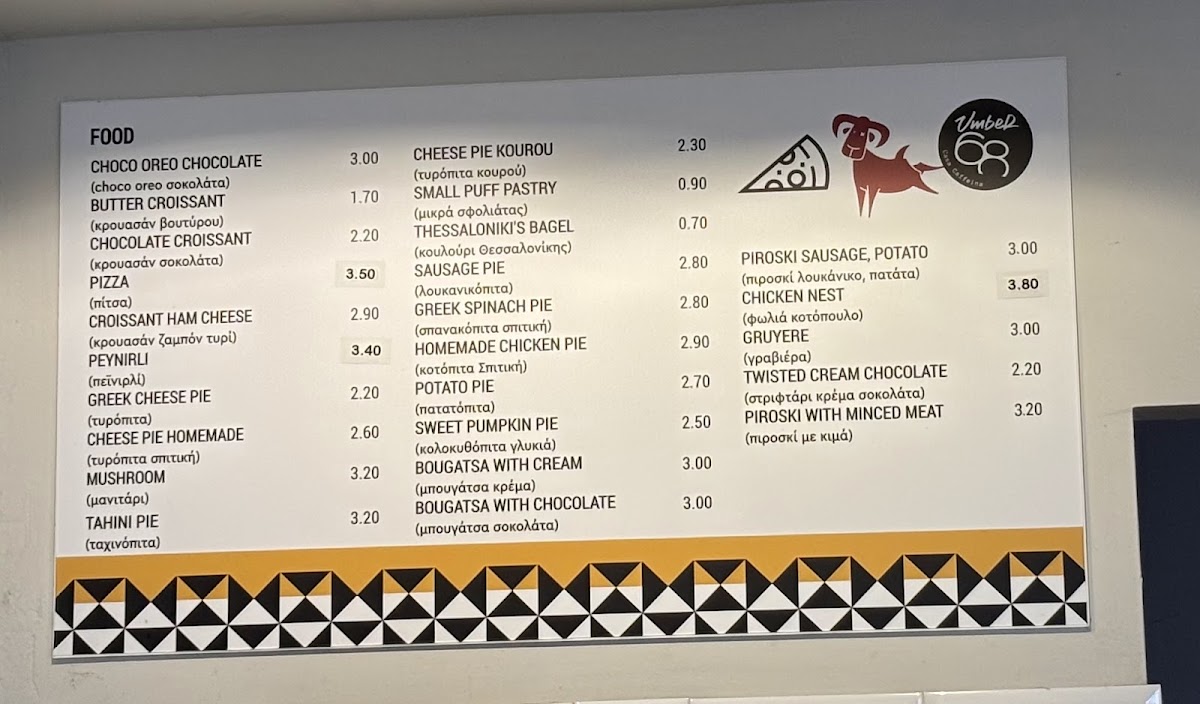 FOOD
CHOCO OREO CHOCOLATE 3.00
(choco oreo σοκολάτα)
BUTTER CROISSANT 1.70
(κρουασάν βουτύρου)
CHOCOLATE CROISSANT 2.20
(κρουασάν σοκολάτα)
PIZZA 3.50
(πίτσα)
CROISSANT HAM CHEESE 2.90
(κρουασάν ζαμπόν τυρί)
PEYNIRLI 3.40
(πεϊνιρλί)
GREEK CHEESE PIE 2.20
(τυρόπιτα)
CHEESE PIE HOMEMADE 2.60
(τυρόπιτα σπιτική)
MUSHROOM 3.20
(μανιτάρι)
TAHINI PIE 3.20
(ταχινόπιτα)
CHEESE PIE KOUROU 2.30
(τυρόπιτα κουρού)
SMALL PUFF PASTRY 0.90
(μικρά σφολιάτας)
THESSALONIKI'S BAGEL 0.70
(κουλούρι Θεσσαλονίκης)
SAUSAGE PIE 2.80
(λουκανικόπιτα)
GREEK SPINACH PIE 2.80
(σπανακόπιτα σπιτική)
HOMEMADE CHICKEN PIE 2.90
(κοτόπιτα Σπιτική)
POTATO PIE 2.70
(πατατόπιτα)
SWEET PUMPKIN PIE 2.50
(κολοκυθόπιτα γλυκιά)
BOUGATSA WITH CREAM 3.00
(μπουγάτσα κρέμα)
BOUGATSA WITH CHOCOLATE 3.00
(μπουγάτσα σοκολάτα)
Umber
68
Casa Caffeina
PIROSKI SAUSAGE, POTATO 3.00
(πιροσκί λουκάνικο, πατάτα)
CHICKEN NEST 3.80
(φωλιά κοτόπουλο)
GRUYERE 3.00
(γραβιέρα)
TWISTED CREAM CHOCOLATE 2.20
(στριφτάρι κρέμα σοκολάτα)
PIROSKI WITH MINCED MEAT 3.20
(πιροσκί με κιμά)